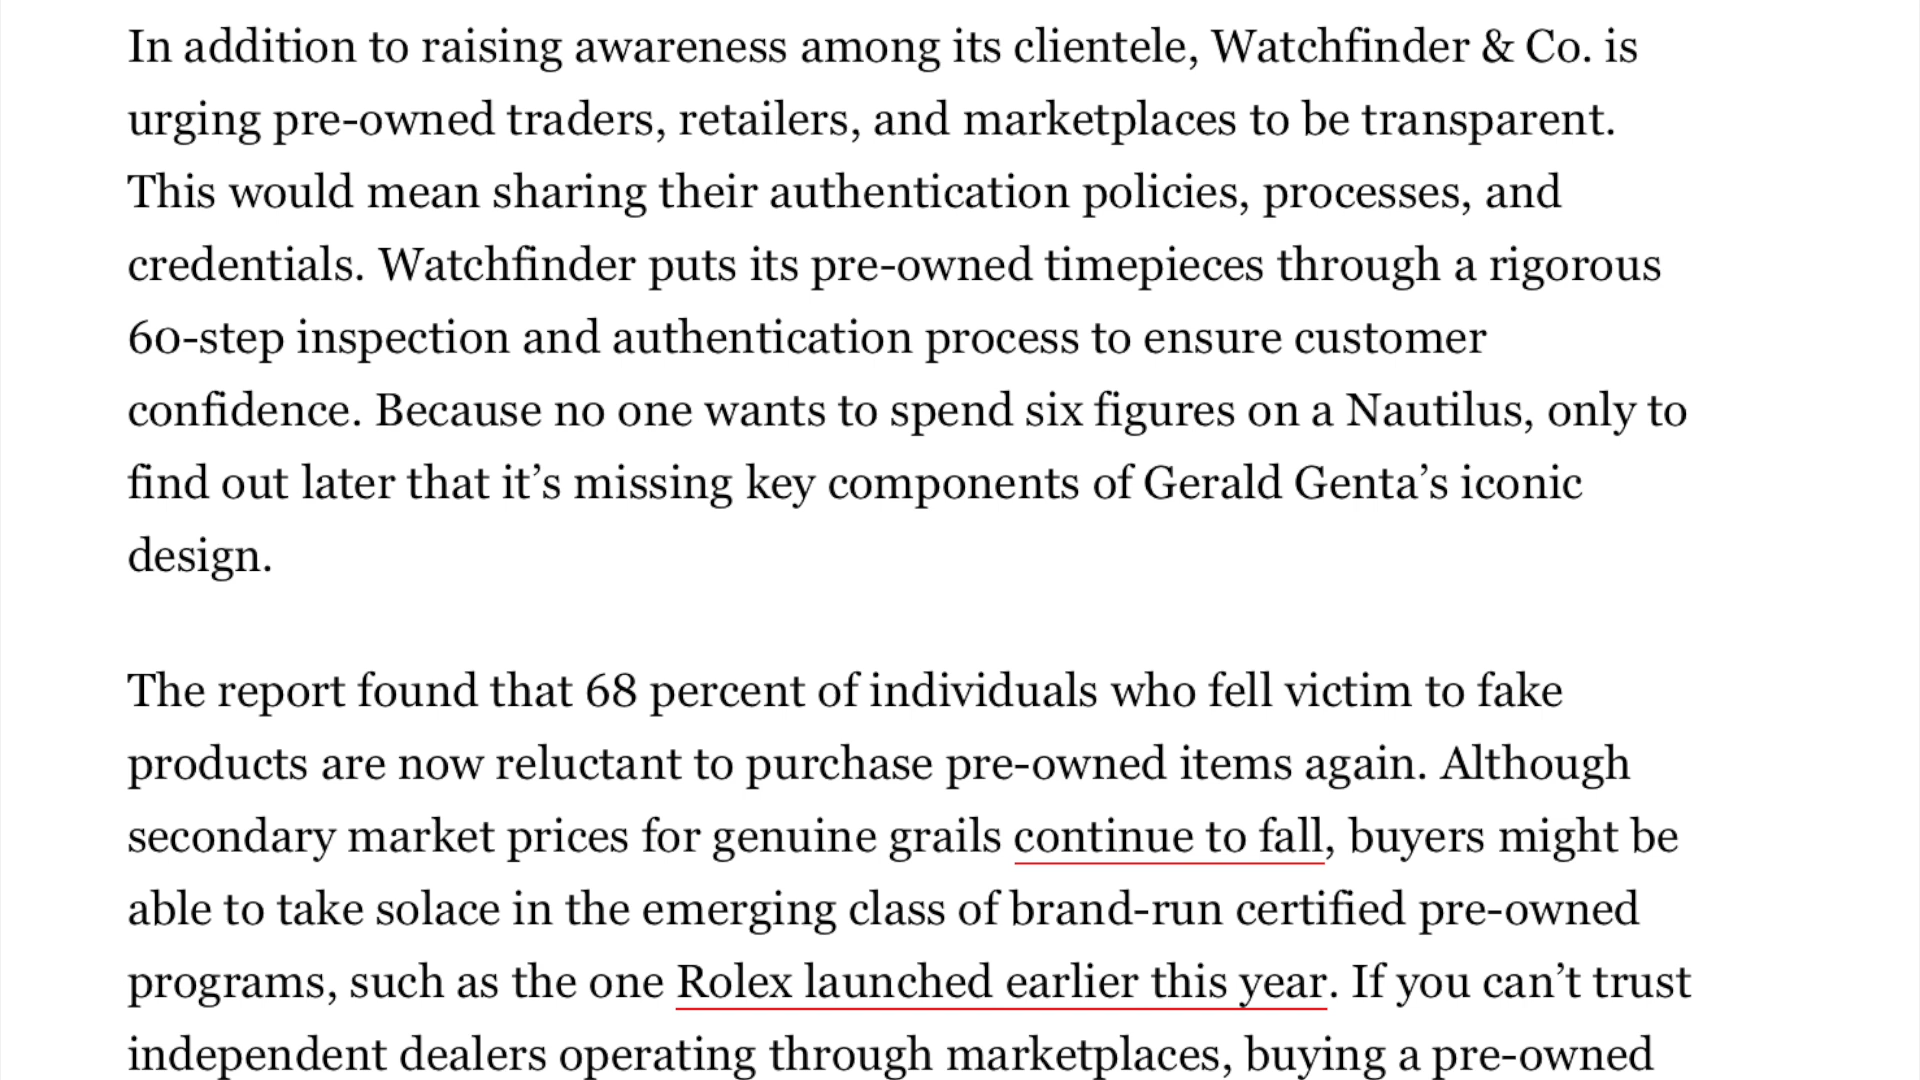 In addition to raising awareness among its clientele, Watchfinder & Co. is
urging pre-owned traders, retailers, and marketplaces to be transparent.
This would mean sharing their authentication policies, processes, and
credentials. Watchfinder puts its pre-owned timepieces through a rigorous
60-step inspection and authentication process to ensure customer
confidence. Because no one wants to spend six figures on a Nautilus, only to
find out later that it’s missing key components of Gerald Genta’s iconic
design.
The report found that 68 percent of individuals who fell victim to fake
products are now reluctant to purchase pre-owned items again. Although
secondary market prices for genuine grails continue to fall, buyers might be
able to take solace in the emerging class of brand-run certified pre-owned
programs, such as the one Rolex launched earlier this year. If you can’t trust
independent dealers operating through marketplaces, buying a pre-owned